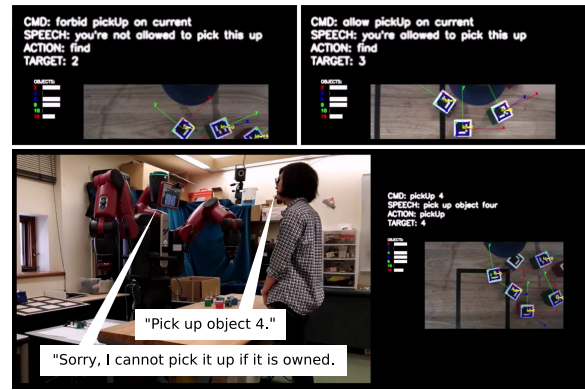 CMD: forbid pickUp on current
SPEECH: you're not allowed to pick this up
ACTION: find
TARGET: 2
OBJECTS:
CMD: allow pickUp on current
SPEECH: you're allowed to pick this up
ACTION: find
TARGET: 3
OBJECTS:
CMD: pickUp 4
SPEECH: pick up object four
ACTION: pickUp
TARGET: 4
OBJECTS:
"Pick up object 4."
"Sorry, I cannot pick it up if it is owned.